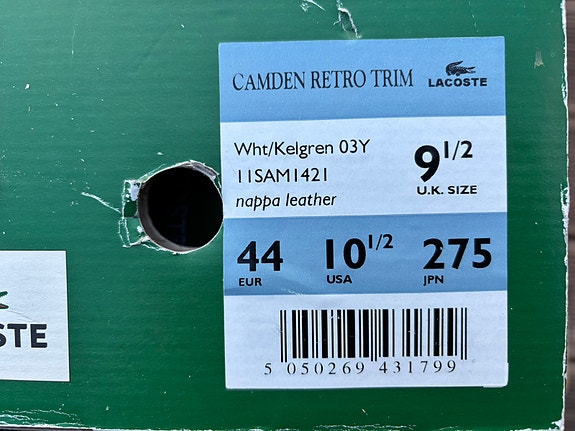 CAMDEN RETRO TRIM
LACOSTE
Wht/Kelgren 03Y
11SAM1421
nappa leather
9 1/2
U.K. SIZE
44
EUR
10 1/2
USA
275
JPN
5 050269 431799
STE